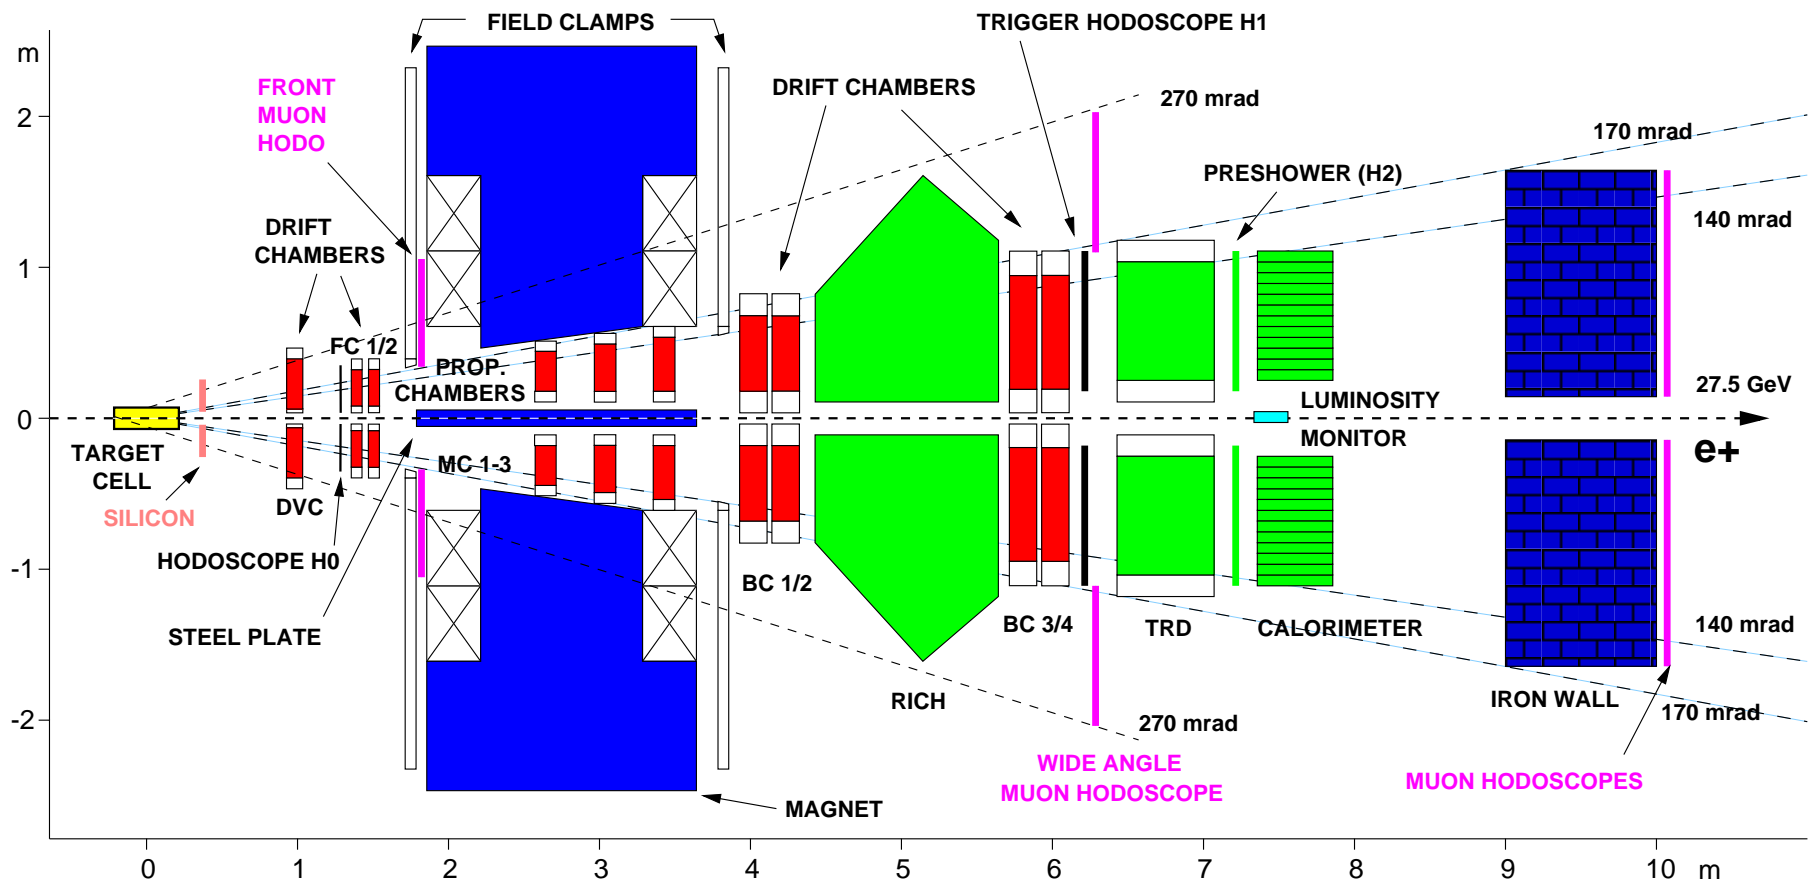 FIELD CLAMPS
TRIGGER HODOSCOPE H1
m
FRONT
MUON
HODO
DRIFT CHAMBERS
270 mrad
2
170 mrad
PRESHOWER (H2)
DRIFT
CHAMBERS
140 mrad
1
FC 1/2
PROP.
CHAMBERS
27.5 GeV
LUMINOSITY
0
MONITOR
e+
TARGET
CELL
MC 1-3
SILICON
DVC
HODOSCOPE H0
-1
BC 1/2
STEEL PLATE
BC 3/4
TRD
CALORIMETER
140 mrad
RICH
IRON WALL
170 mrad
-2
270 mrad
WIDE ANGLE
MUON HODOSCOPE
MUON HODOSCOPES
MAGNET
0 1 2 3 4 5 6 7 8 9 10 m